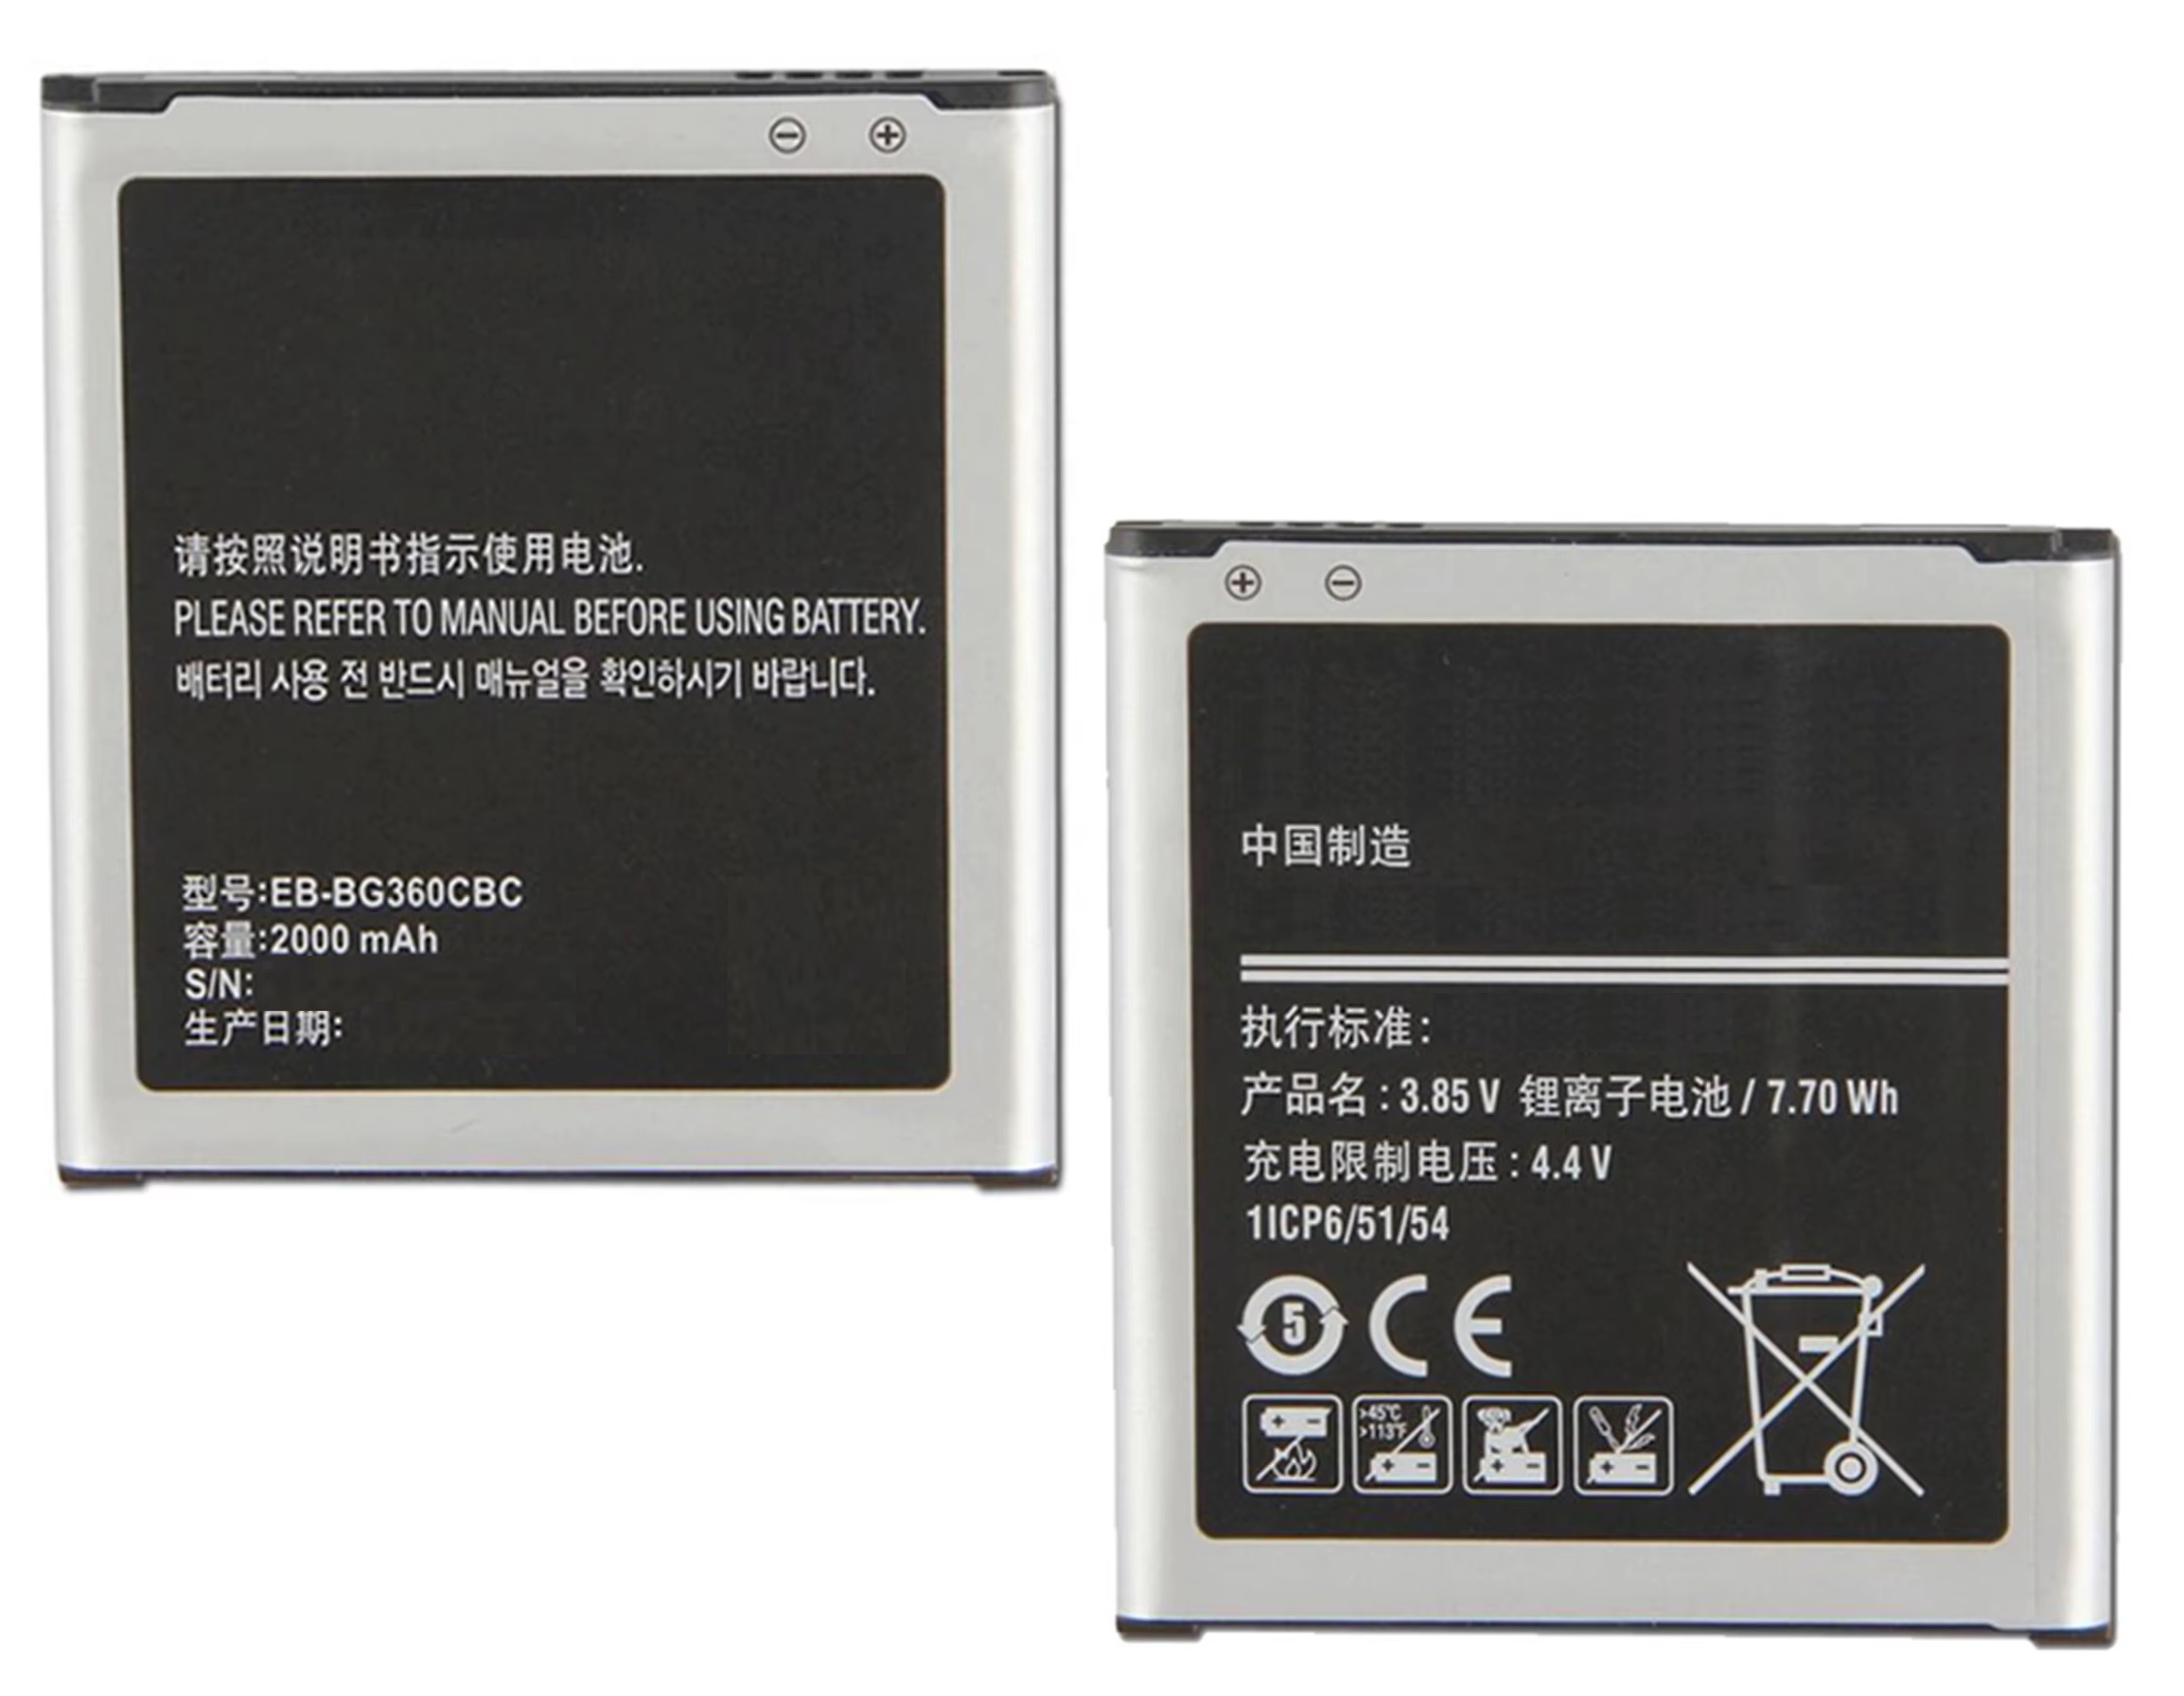 请按照说明书指示使用电池.
PLEASE REFER TO MANUAL BEFORE USING BATTERY.
배터리 사용 전 반드시 매뉴얼을 확인하시기 바랍니다.
型号:EB-BG360CBC
容量:2000 mAh
S/N:
生产日期:
中国制造
执行标准:
产品名:3.85 V 锂离子电池 / 7.70 Wh
充电限制电压:4.4 V
1ICP6/51/54
5 CE
>45°C
>113°F